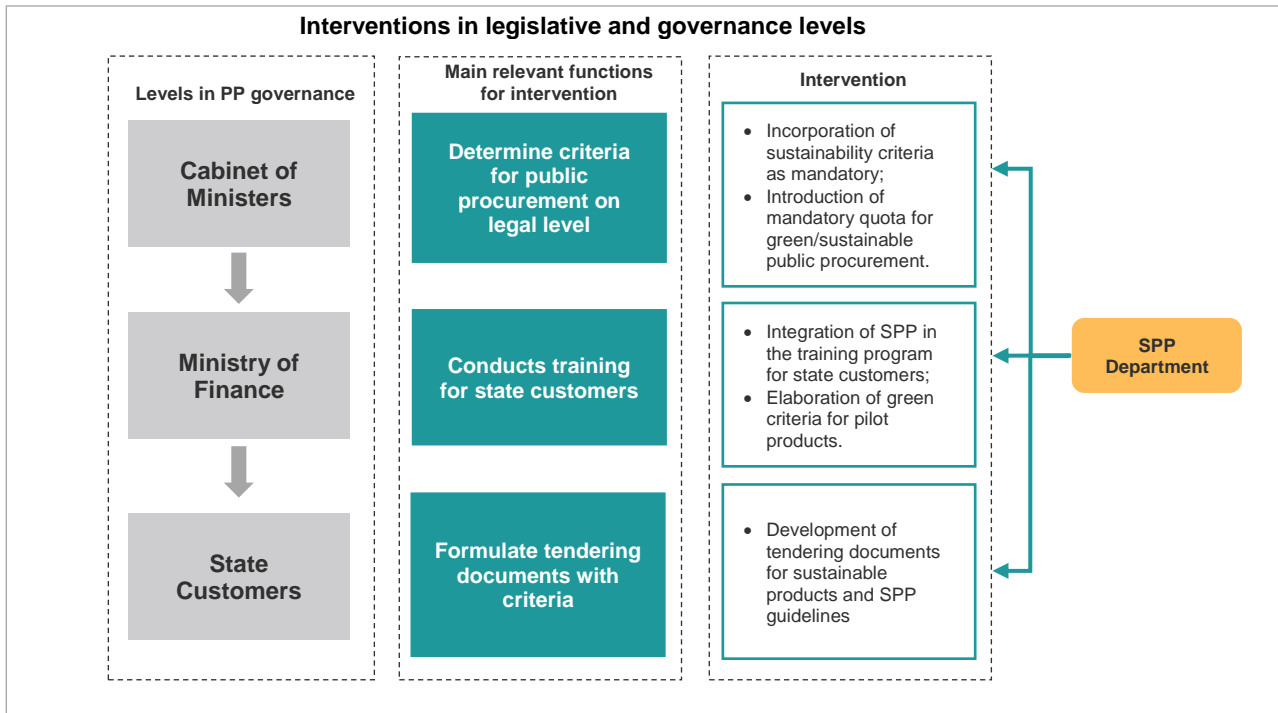 Interventions in legislative and governance levels
Levels in PP governance
Cabinet of
Ministers
Ministry of
Finance
State
Customers
Main relevant functions
for intervention
Determine criteria
for public
procurement on
legal level
Conducts training
for state customers
Formulate tendering
documents with
criteria
Intervention
• Incorporation of
sustainability criteria
as mandatory;
• Introduction of
mandatory quota for
green/sustainable
public procurement.
• Integration of SPP in
the training program
for state customers;
• Elaboration of green
criteria for pilot
products.
• Development of
tendering documents
for sustainable
products and SPP
guidelines
SPP
Department